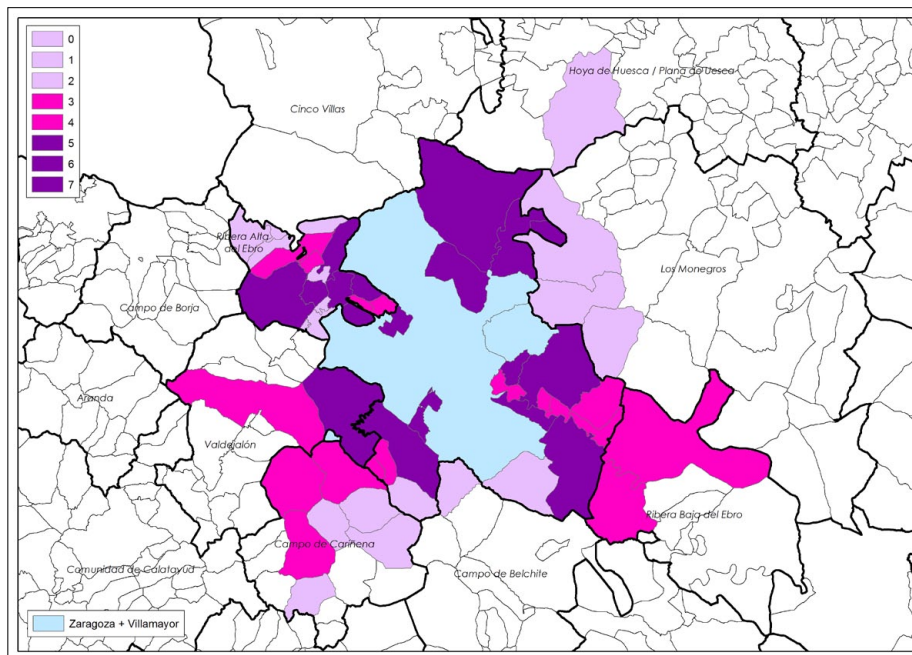 0
1
2
3
4
5
6
7
Hoya de Huesca / Plana de Uesca
Cinco Villas
Ribera Alta
del Ebro
Los Monegros
Campo de Borja
Aranda
Valdejalón
Ribera Baja del Ebro
Campo de Cariñena
Comunidad de Calatayud
Campo de Belchite
Zaragoza + Villamayor